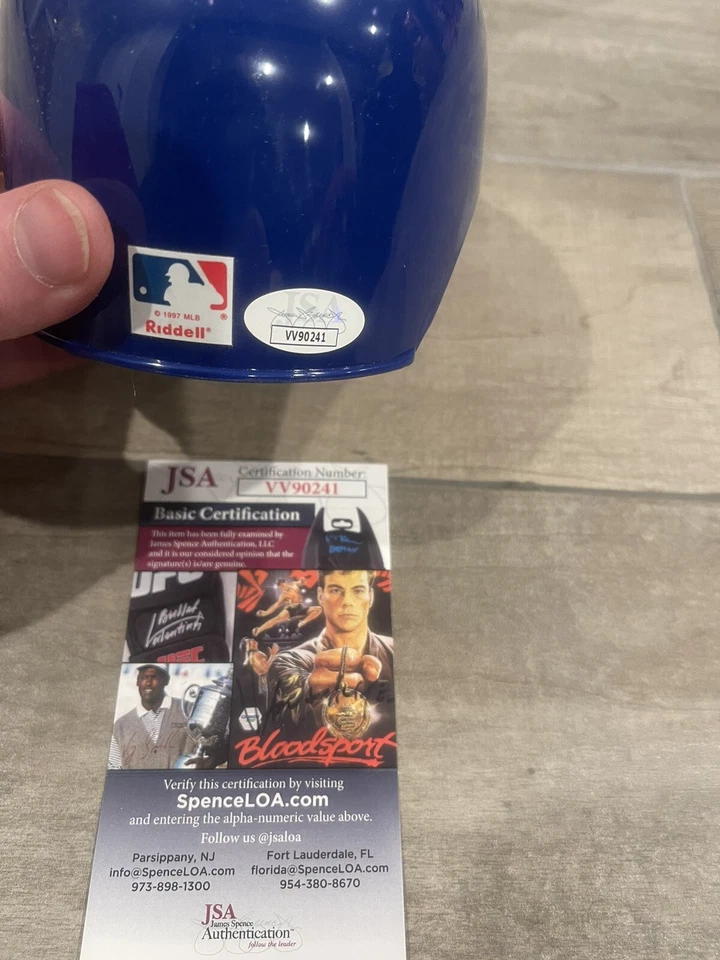 © 1997 MLB
®
Riddell®
JSA
VV90241
JSA
Certification Number:
VV90241
Basic Certification
This item has been fully examined by
James Spence Authentication, LLC
and it is our considered opinion that the
signature(s) is/are genuine.
UFC
Bloodsport
Verify this certification by visiting
SpenceLOA.com
and entering the alpha-numeric value above.
Follow us @jsaloa
Parsippany, NJ
info@SpenceLOA.com
973-898-1300
Fort Lauderdale, FL
florida@SpenceLOA.com
954-380-8670
JSA
James Spence
Authentication™
follow the leader